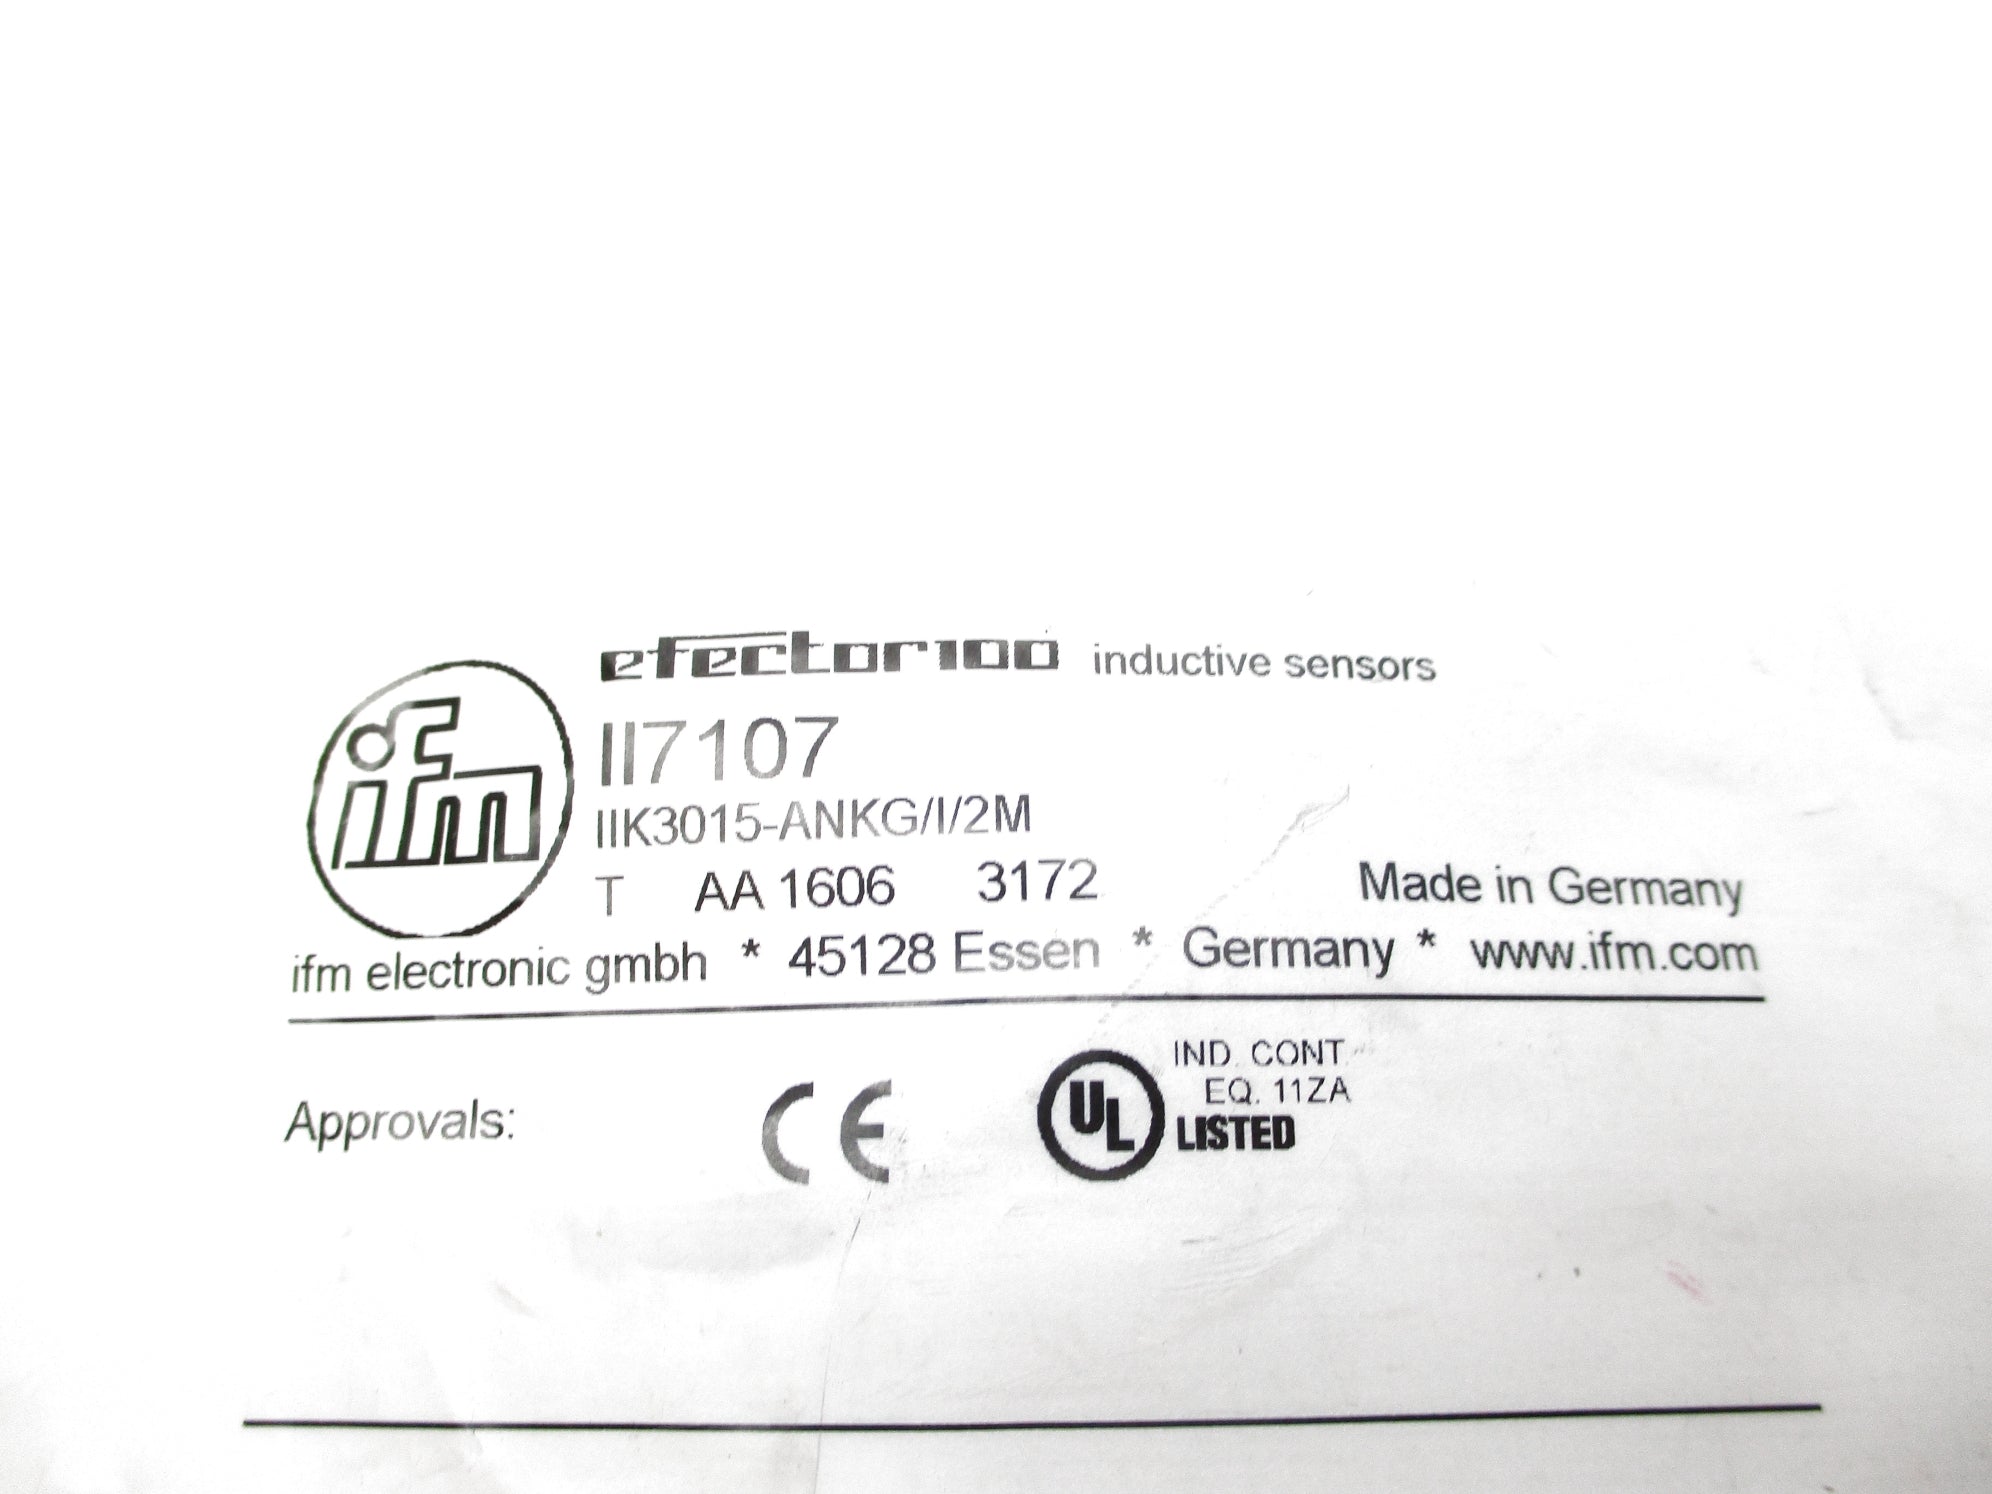 efector100 inductive sensors
ifm
II7107
IIK3015-ANKG/I/2M
T AA 1606 3172 Made in Germany
ifm electronic gmbh * 45128 Essen * Germany * www.ifm.com
Approvals: CE
UL
IND. CONT.
EQ. 11ZA
LISTED